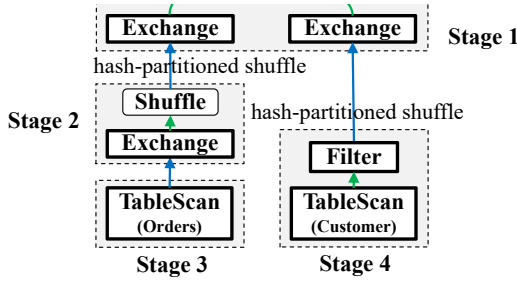 Exchange Exchange
Stage 1
hash-partitioned shuffle
Shuffle
hash-partitioned shuffle
Stage 2
Exchange
Filter
TableScan
(Orders)
TableScan
(Customer)
Stage 3
Stage 4